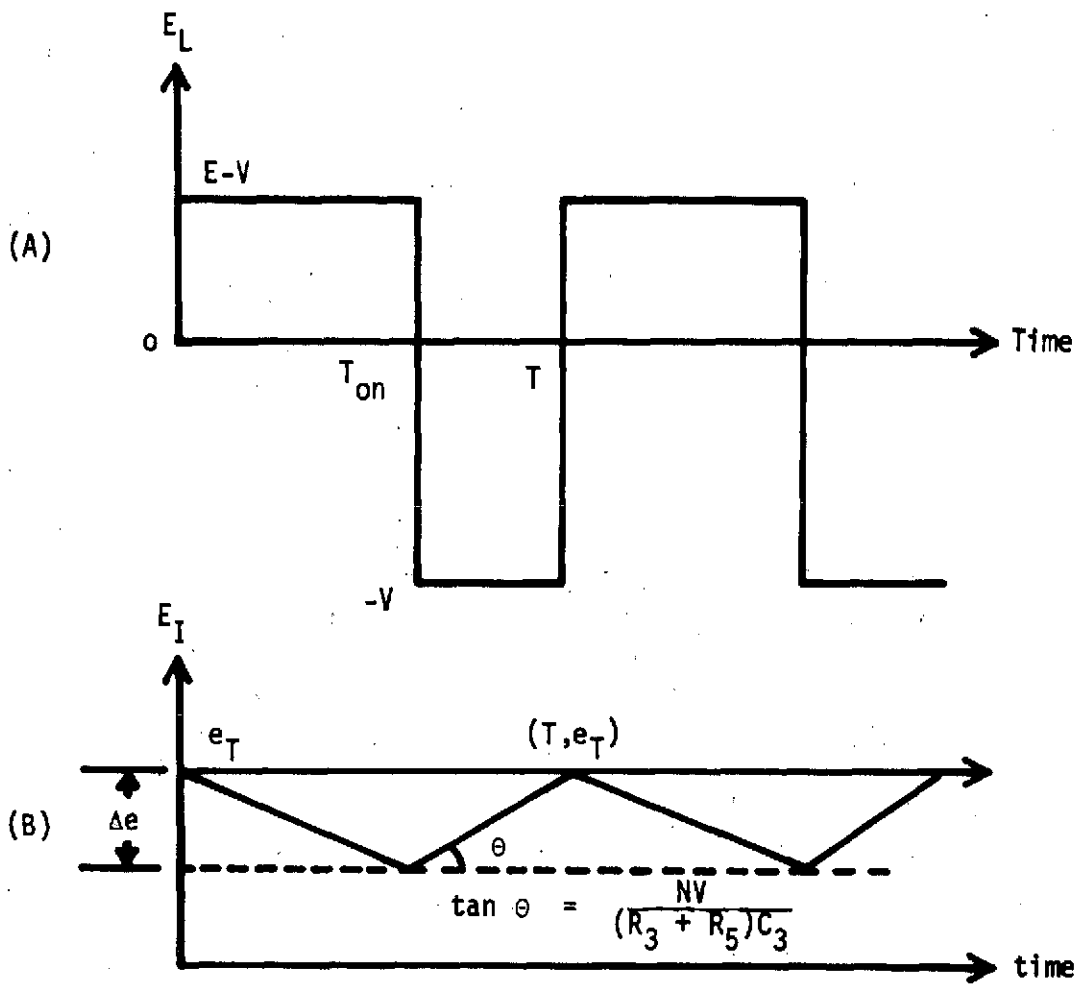 E_L
E-V
(A)
o
Time
T_on
T
-V
E_I
e_T
(T,e_T)
(B)
Δe
θ
tan θ = NV
(R_3 + R_5)C_3
time